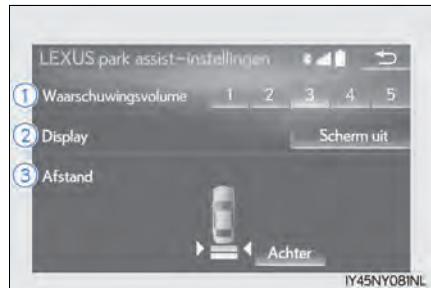 LEXUS park assist-instellingen
1 Waarschuwingsvolume 1 2 3 4 5
2 Display Scherm uit
3 Afstand
Achter
IY45NY081NL